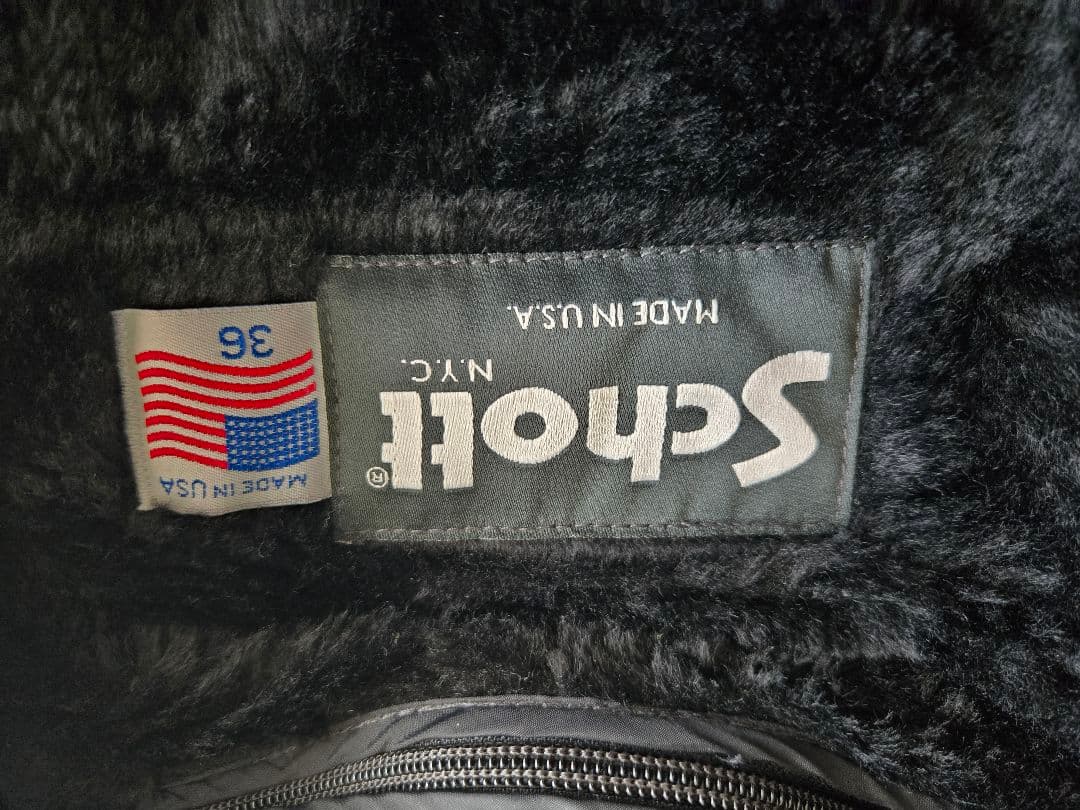 Schott®
N.Y.C.
MADE IN U.S.A.
MADE IN USA
36